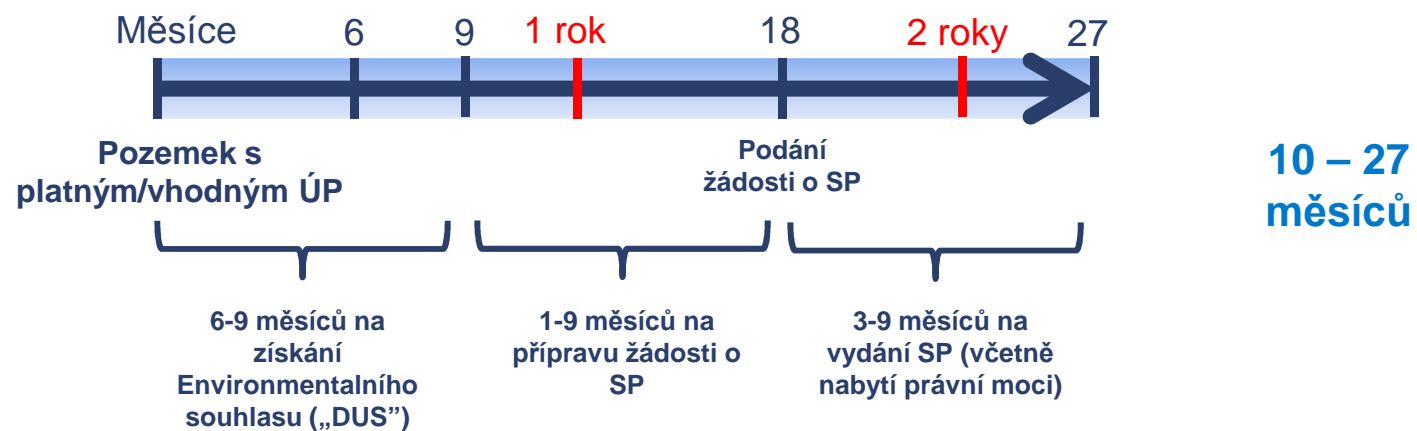 Měsíce 6 9 1 rok 18 2 roky 27
Pozemek s
platným/vhodným ÚP
Podání
žádosti o SP
10 – 27
měsíců
6-9 měsíců na
získání
Environmentalního
souhlasu („DUS”)
1-9 měsíců na
přípravu žádosti o
SP
3-9 měsíců na
vydání SP (včetně
nabytí právní moci)